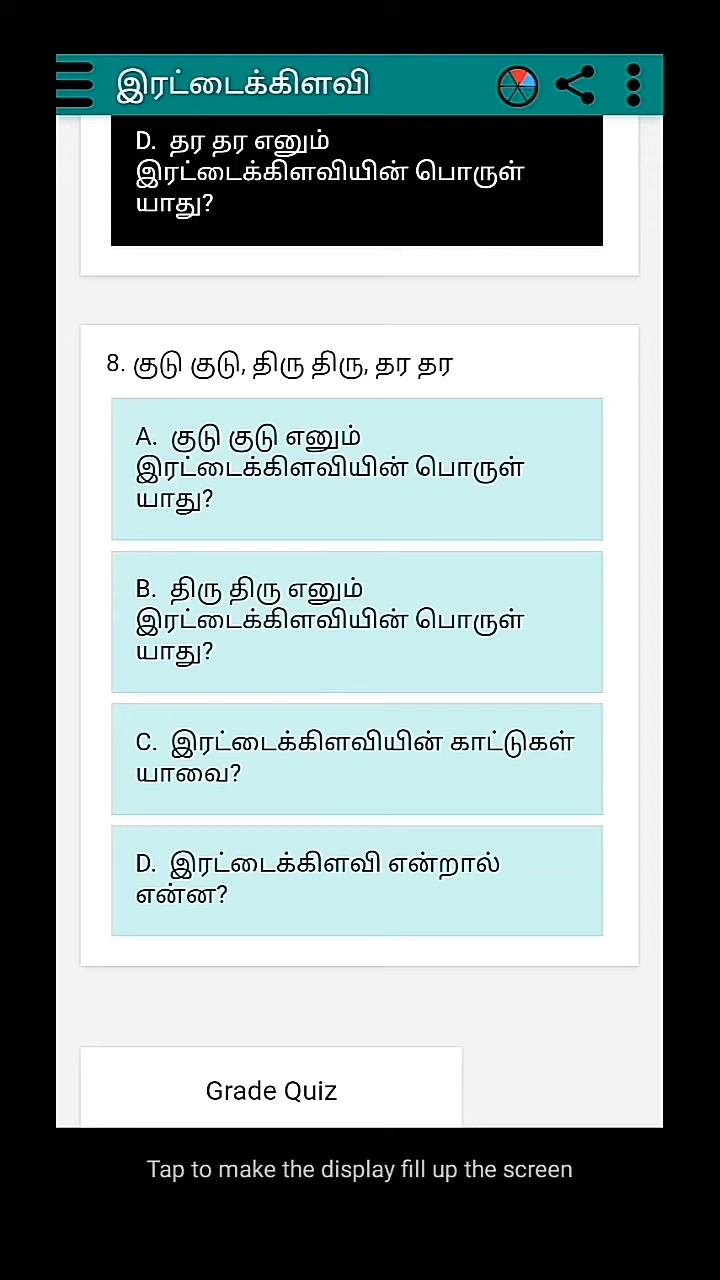 இரட்டைக்கிளவி
D. தர தர எனும்
இரட்டைக்கிளவியின் பொருள்
யாது?
8. குடு குடு, திரு திரு, தர தர
A. குடு குடு எனும்
இரட்டைக்கிளவியின் பொருள்
யாது?
B. திரு திரு எனும்
இரட்டைக்கிளவியின் பொருள்
யாது?
C. இரட்டைக்கிளவியின் காட்டுகள்
யாவை?
D. இரட்டைக்கிளவி என்றால்
என்ன?
Grade Quiz
Tap to make the display fill up the screen